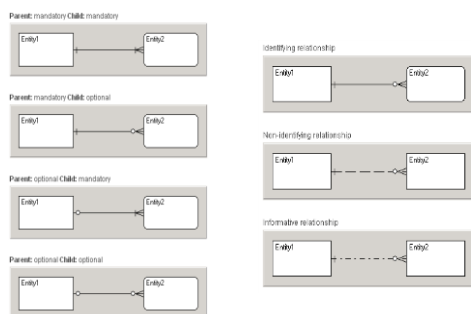 Parent: mandatory Child: mandatory
Entity1
Entity2
Parent: mandatory Child: optional
Entity1
Entity2
Parent: optional Child: mandatory
Entity1
Entity2
Parent: optional Child: optional
Entity1
Entity2
Identifying relationship
Entity1
Entity2
Non-identifying relationship
Entity1
Entity2
Informative relationship
Entity1
Entity2